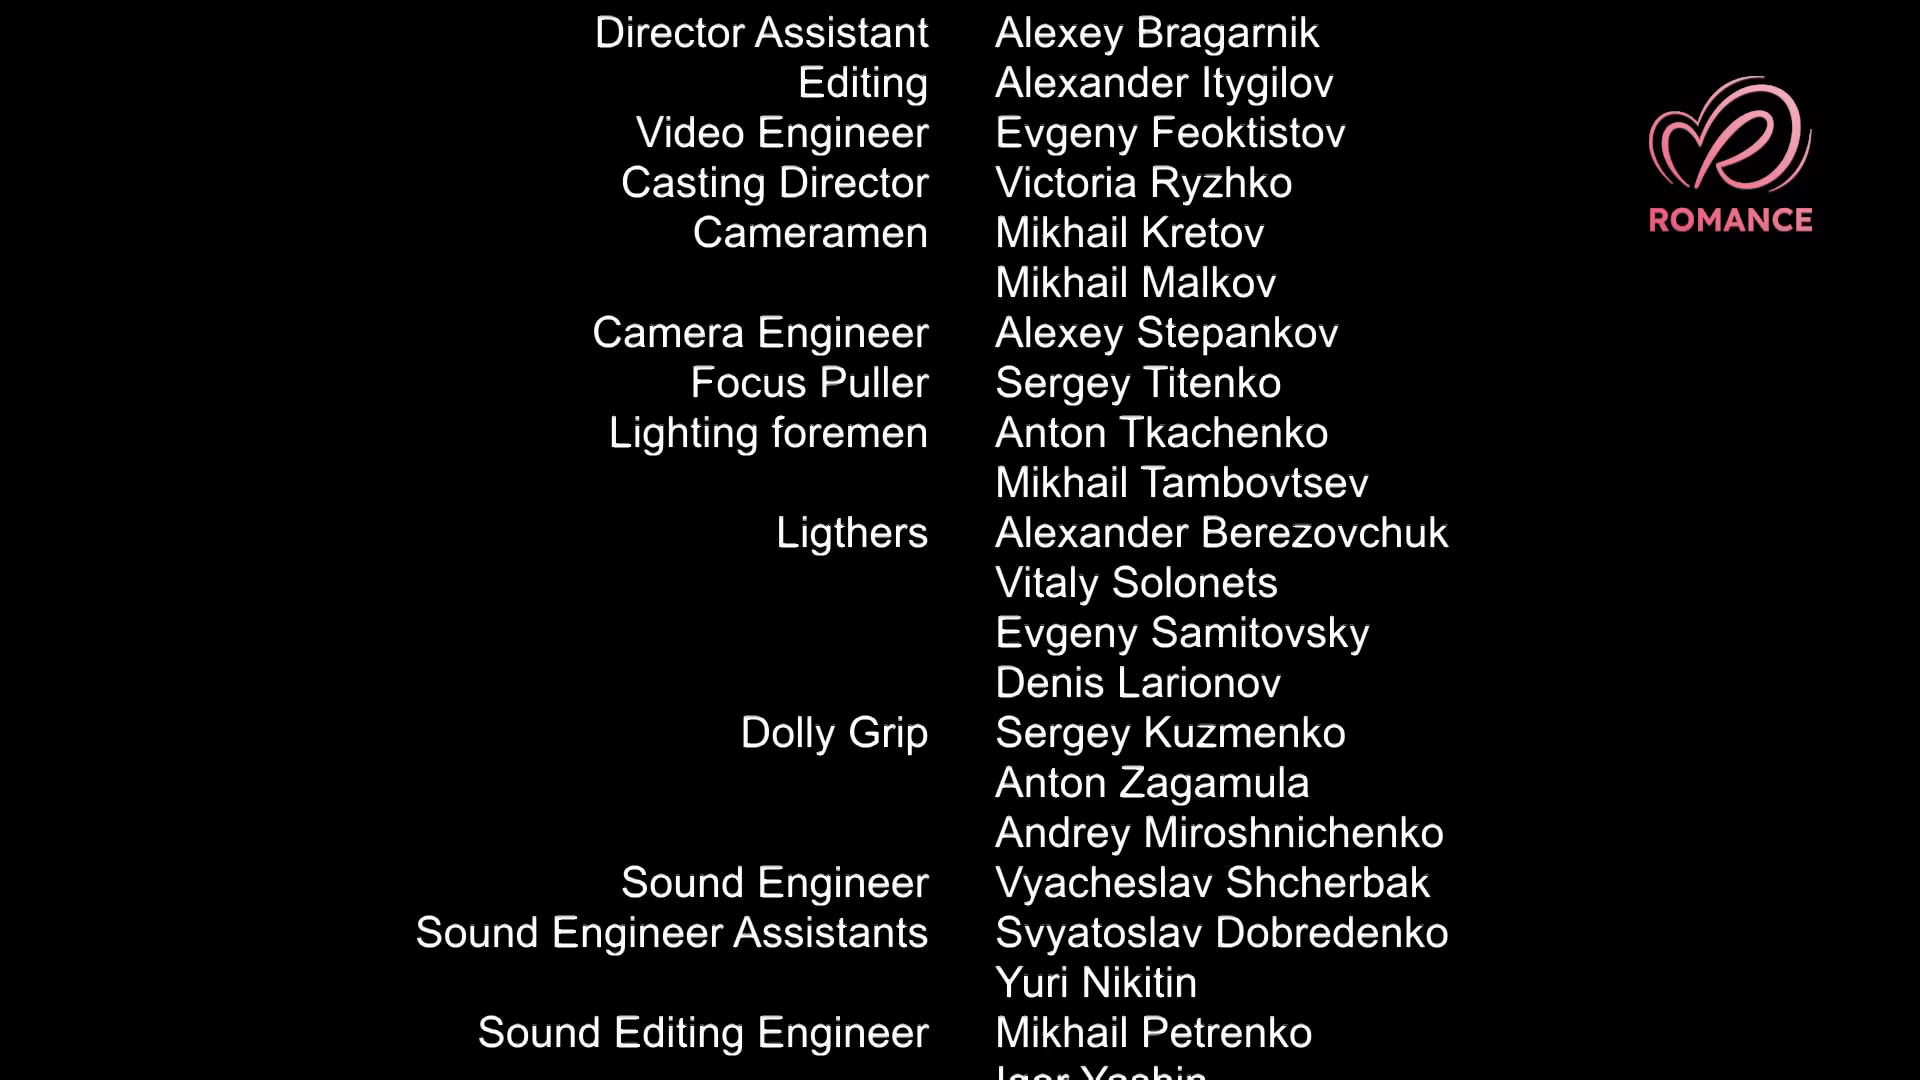 Director Assistant Alexey Bragarnik
Editing Alexander Itygilov
Video Engineer Evgeny Feoktistov
Casting Director Victoria Ryzhko
Cameramen Mikhail Kretov
Mikhail Malkov
Camera Engineer Alexey Stepankov
Focus Puller Sergey Titenko
Lighting foremen Anton Tkachenko
Mikhail Tambovtsev
Ligthers Alexander Berezovchuk
Vitaly Solonets
Evgeny Samitovsky
Denis Larionov
Dolly Grip Sergey Kuzmenko
Anton Zagamula
Andrey Miroshnichenko
Sound Engineer Vyacheslav Shcherbak
Sound Engineer Assistants Svyatoslav Dobredenko
Yuri Nikitin
Sound Editing Engineer Mikhail Petrenko
ROMANCE